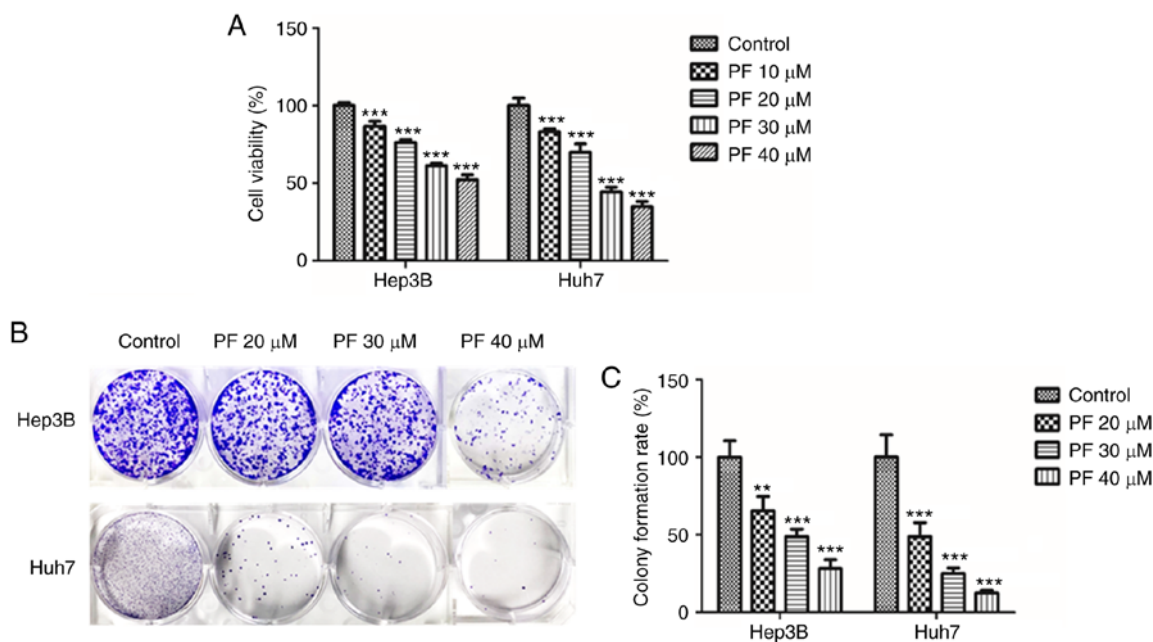 A
150
100
50
0
Cell viability (%)
*** *** *** ***
*** *** *** ***
Hep3B Huh7
Control
PF 10 μM
PF 20 μM
PF 30 μM
PF 40 μM
B
Control PF 20 μM PF 30 μM PF 40 μM
Hep3B
Huh7
C
150
100
50
0
Colony formation rate (%)
** *** ***
*** *** ***
Hep3B Huh7
Control
PF 20 μM
PF 30 μM
PF 40 μM